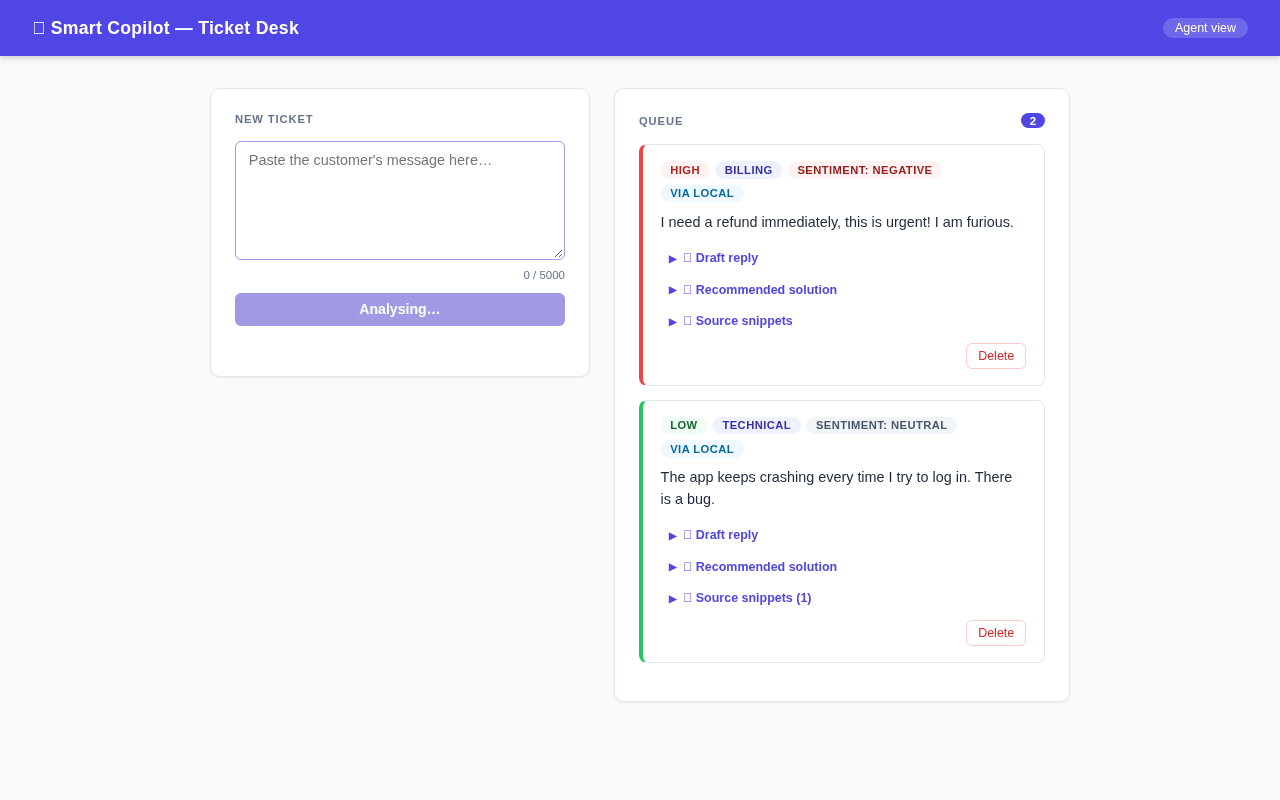 Smart Copilot — Ticket Desk
Agent view
NEW TICKET
Paste the customer's message here…
0 / 5000
Analysing…
QUEUE
2
HIGH BILLING SENTIMENT: NEGATIVE
VIA LOCAL
I need a refund immediately, this is urgent! I am furious.
▶ Draft reply
▶ Recommended solution
▶ Source snippets
Delete
LOW TECHNICAL SENTIMENT: NEUTRAL
VIA LOCAL
The app keeps crashing every time I try to log in. There
is a bug.
▶ Draft reply
▶ Recommended solution
▶ Source snippets (1)
Delete